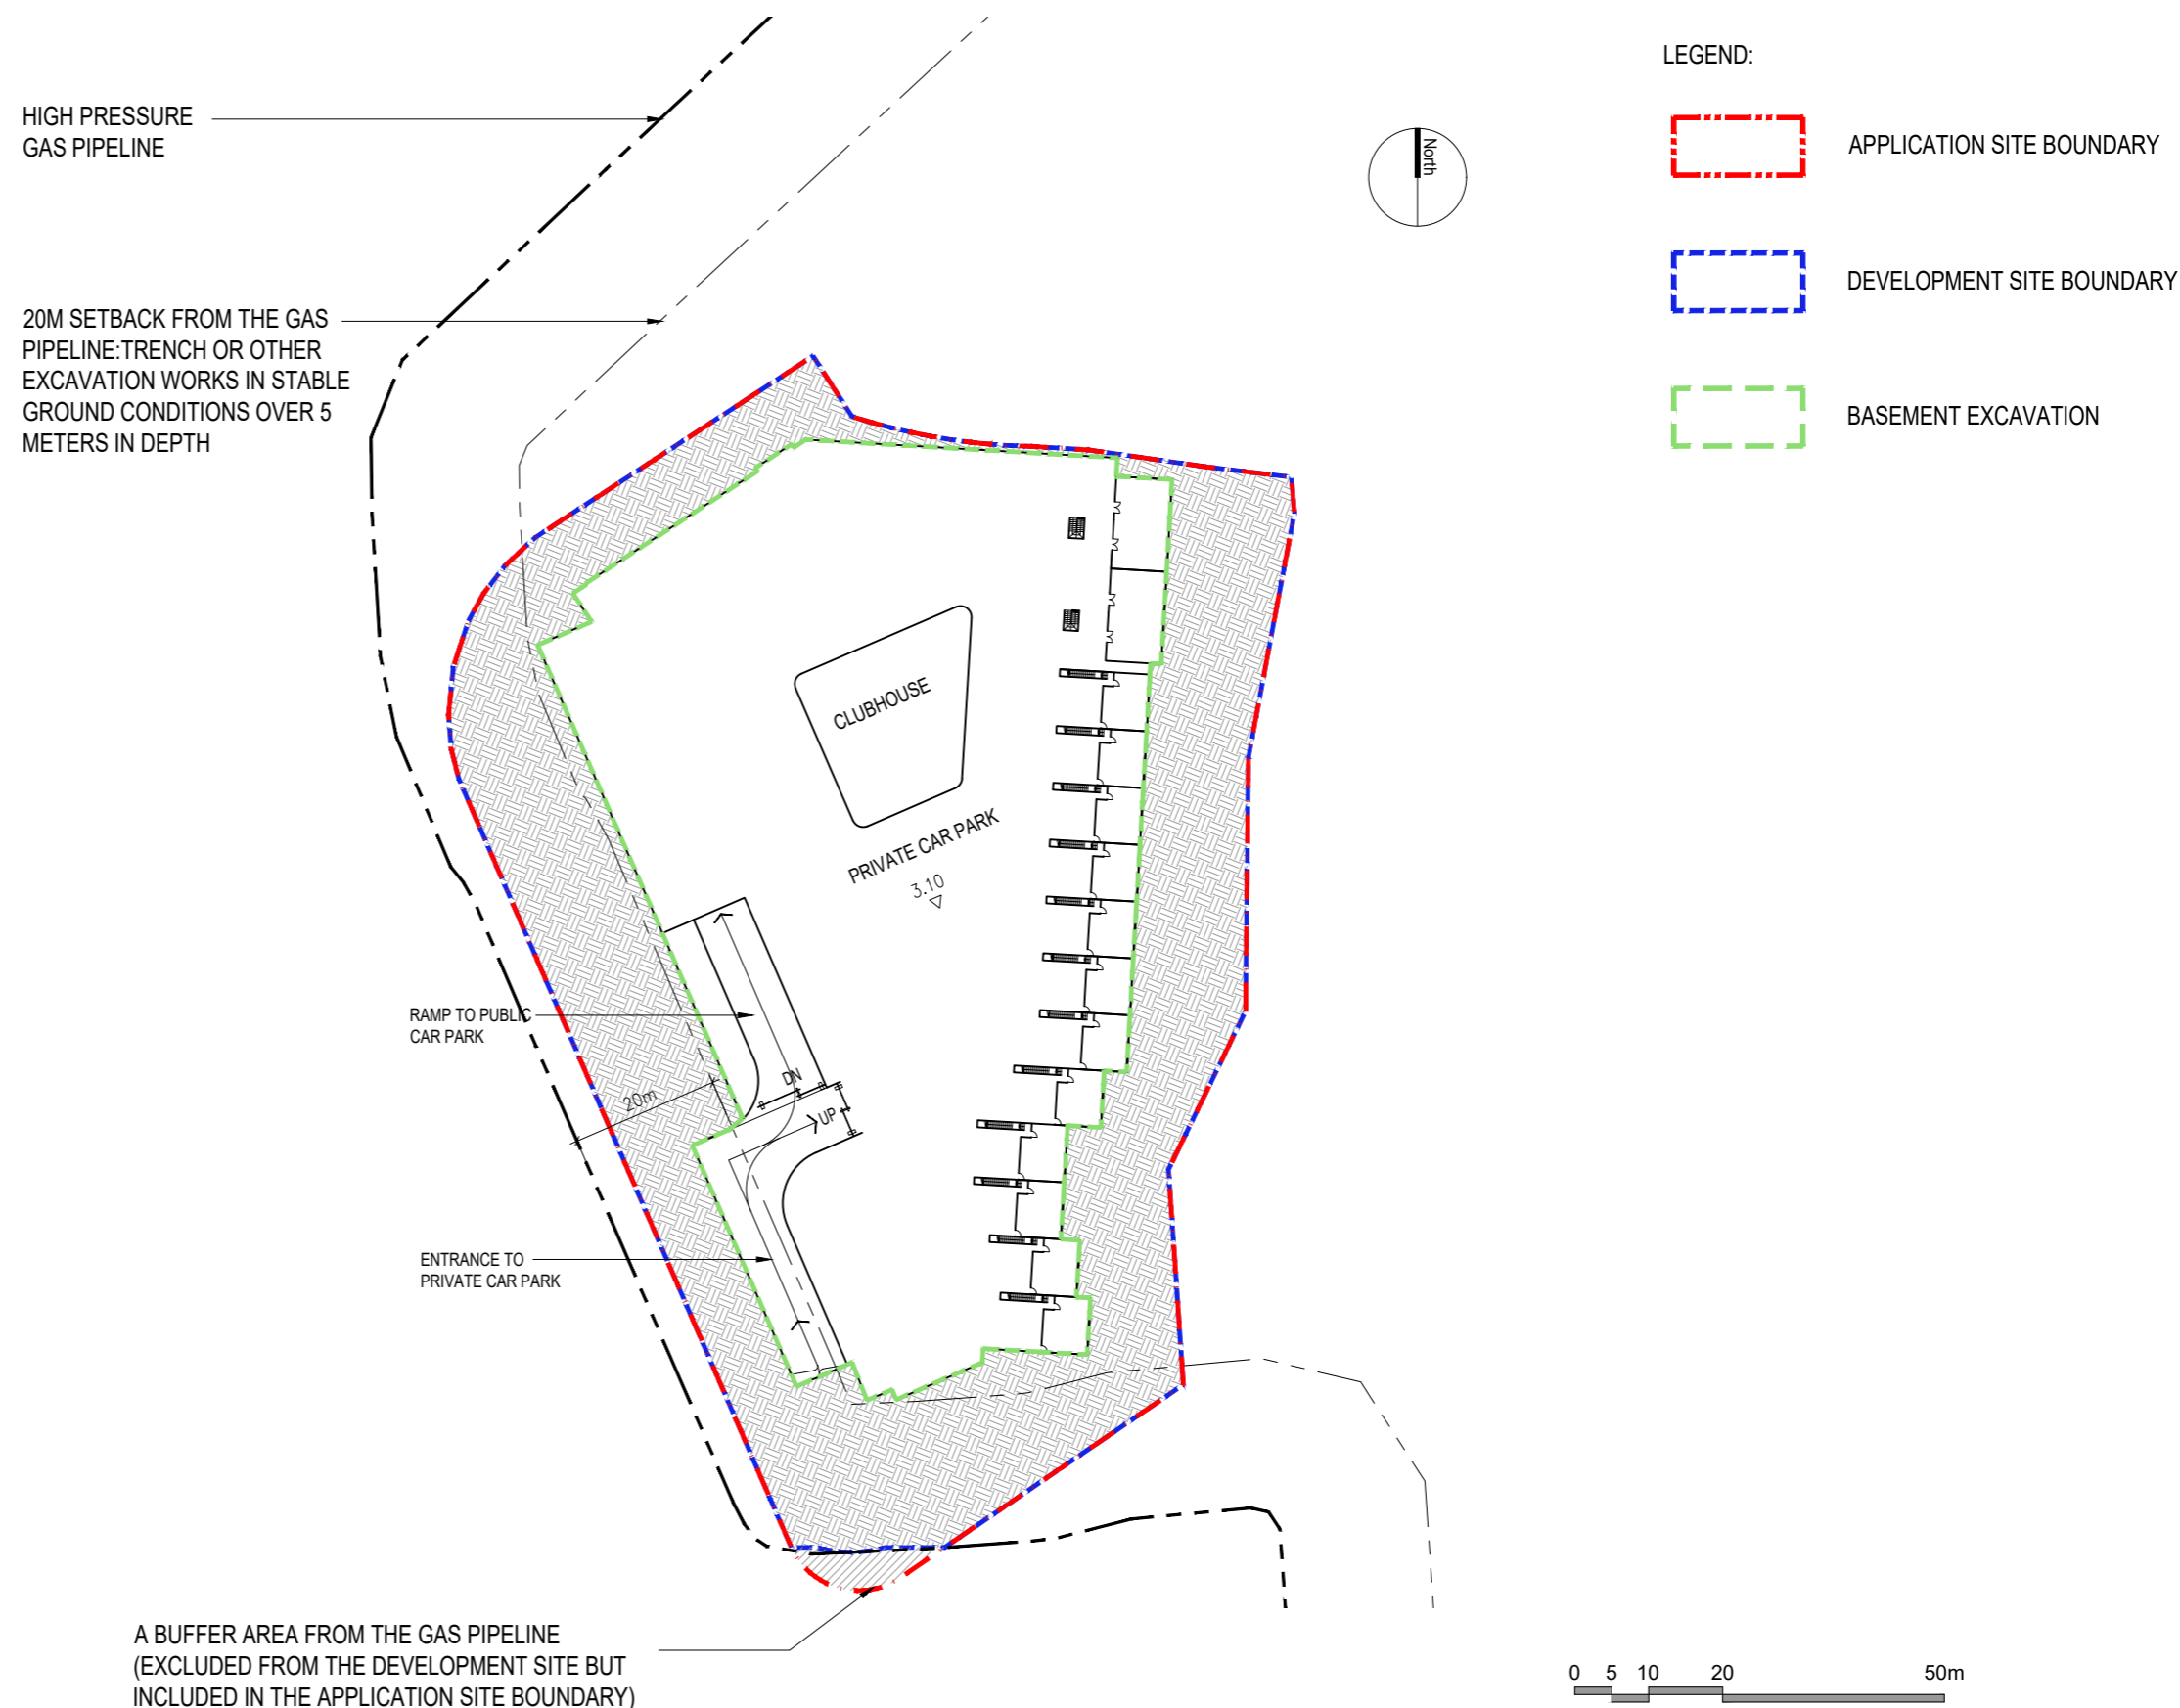 LEGEND:
HIGH PRESSURE
GAS PIPELINE
North
APPLICATION SITE BOUNDARY
DEVELOPMENT SITE BOUNDARY
20M SETBACK FROM THE GAS
PIPELINE:TRENCH OR OTHER
EXCAVATION WORKS IN STABLE
GROUND CONDITIONS OVER 5
METERS IN DEPTH
BASEMENT EXCAVATION
CLUBHOUSE
PRIVATE CAR PARK
3.10
RAMP TO PUBLIC
CAR PARK
DN
20m
UP
ENTRANCE TO
PRIVATE CAR PARK
A BUFFER AREA FROM THE GAS PIPELINE
(EXCLUDED FROM THE DEVELOPMENT SITE BUT
INCLUDED IN THE APPLICATION SITE BOUNDARY)
0 5 10 20 50m